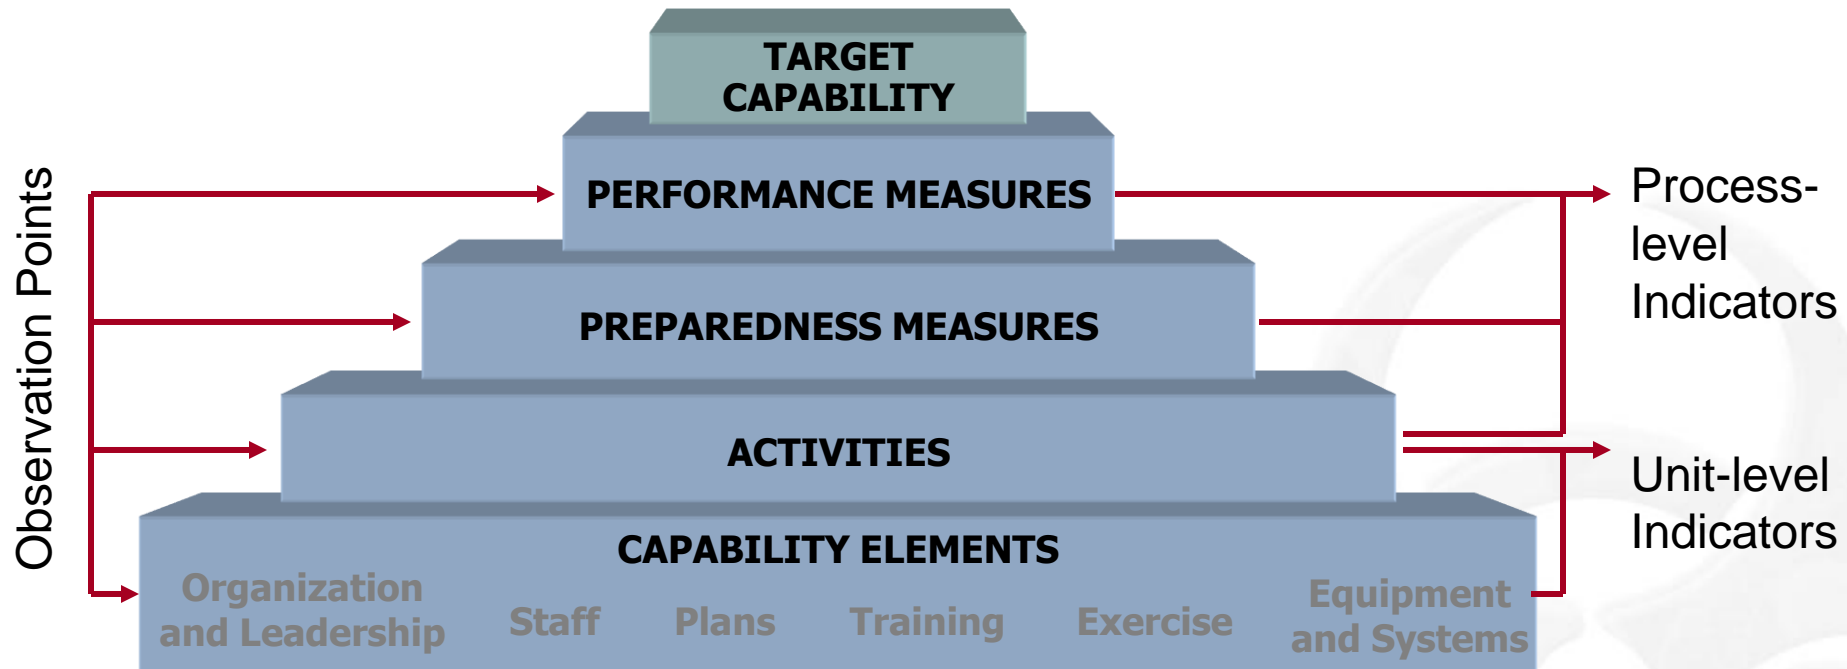 TARGET
CAPABILITY
Observation Points
PERFORMANCE MEASURES
Process-
level
Indicators
PREPAREDNESS MEASURES
ACTIVITIES
Unit-level
Indicators
CAPABILITY ELEMENTS
Organization
and Leadership
Staff
Plans
Training
Exercise
Equipment
and Systems